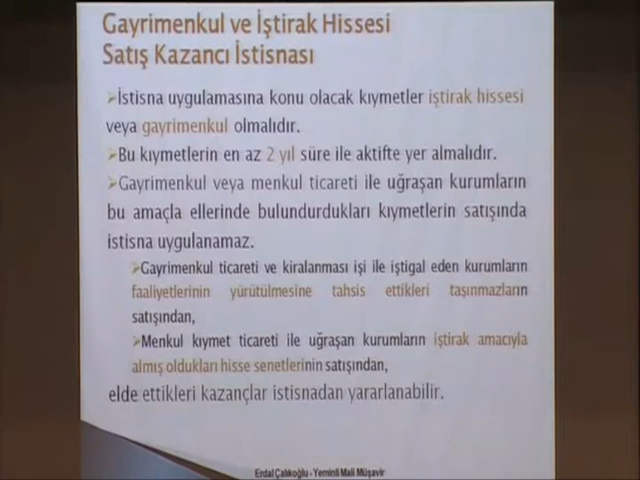 Gayrimenkul ve İştirak Hissesi
Satış Kazancı İstisnası
➢İstisna uygulamasına konu olacak kıymetler iştirak hissesi
veya gayrimenkul olmalıdır.
➢Bu kıymetlerin en az 2 yıl süre ile aktifte yer almalıdır.
➢Gayrimenkul veya menkul ticareti ile uğraşan kurumların
bu amaçla ellerinde bulundurdukları kıymetlerin satışında
istisna uygulanamaz.
➢Gayrimenkul ticareti ve kiralanması işi ile iştigal eden kurumların
faaliyetlerinin yürütülmesine tahsis ettikleri taşınmazların
satışından,
➢Menkul kıymet ticareti ile uğraşan kurumların iştirak amacıyla
almış oldukları hisse senetlerinin satışından,
elde ettikleri kazançlar istisnadan yararlanabilir.
Erdal Çalıkoğlu - Yeminli Mali Müşavir